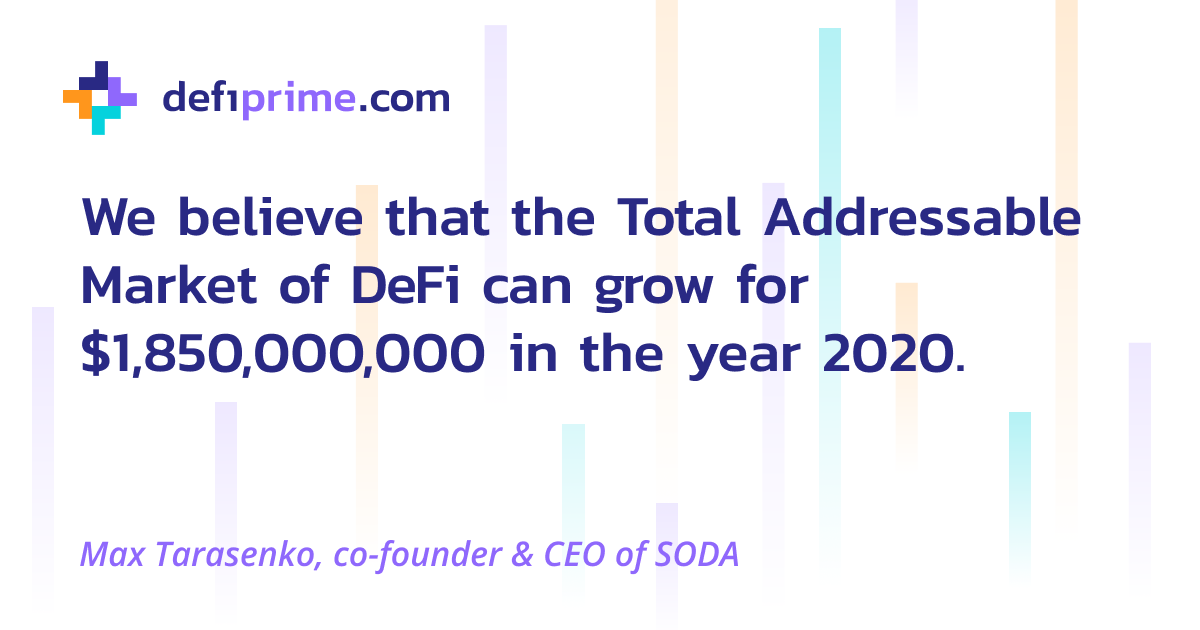 defiprime.com
We believe that the Total Addressable
Market of DeFi can grow for
$1,850,000,000 in the year 2020.
Max Tarasenko, co-founder & CEO of SODA